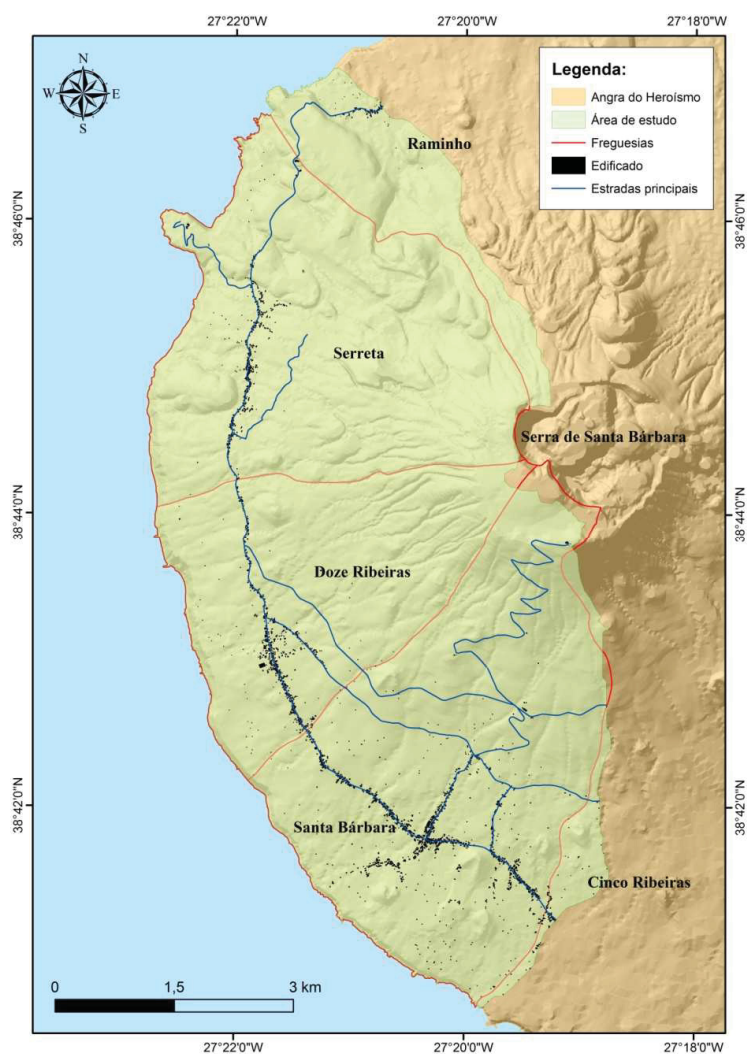 27°22'0"W 27°20'0"W 27°18'0"W
N
W E
S
Legenda:
Angra do Heroísmo
Área de estudo
Freguesias
Edificado
Estradas principais
Raminho
38°46'0"N 38°46'0"N
Serreta
Serra de Santa Bárbara
38°44'0"N 38°44'0"N
Doze Ribeiras
38°42'0"N 38°42'0"N
Santa Bárbara
Cinco Ribeiras
0 1,5 3 km
27°22'0"W 27°20'0"W 27°18'0"W